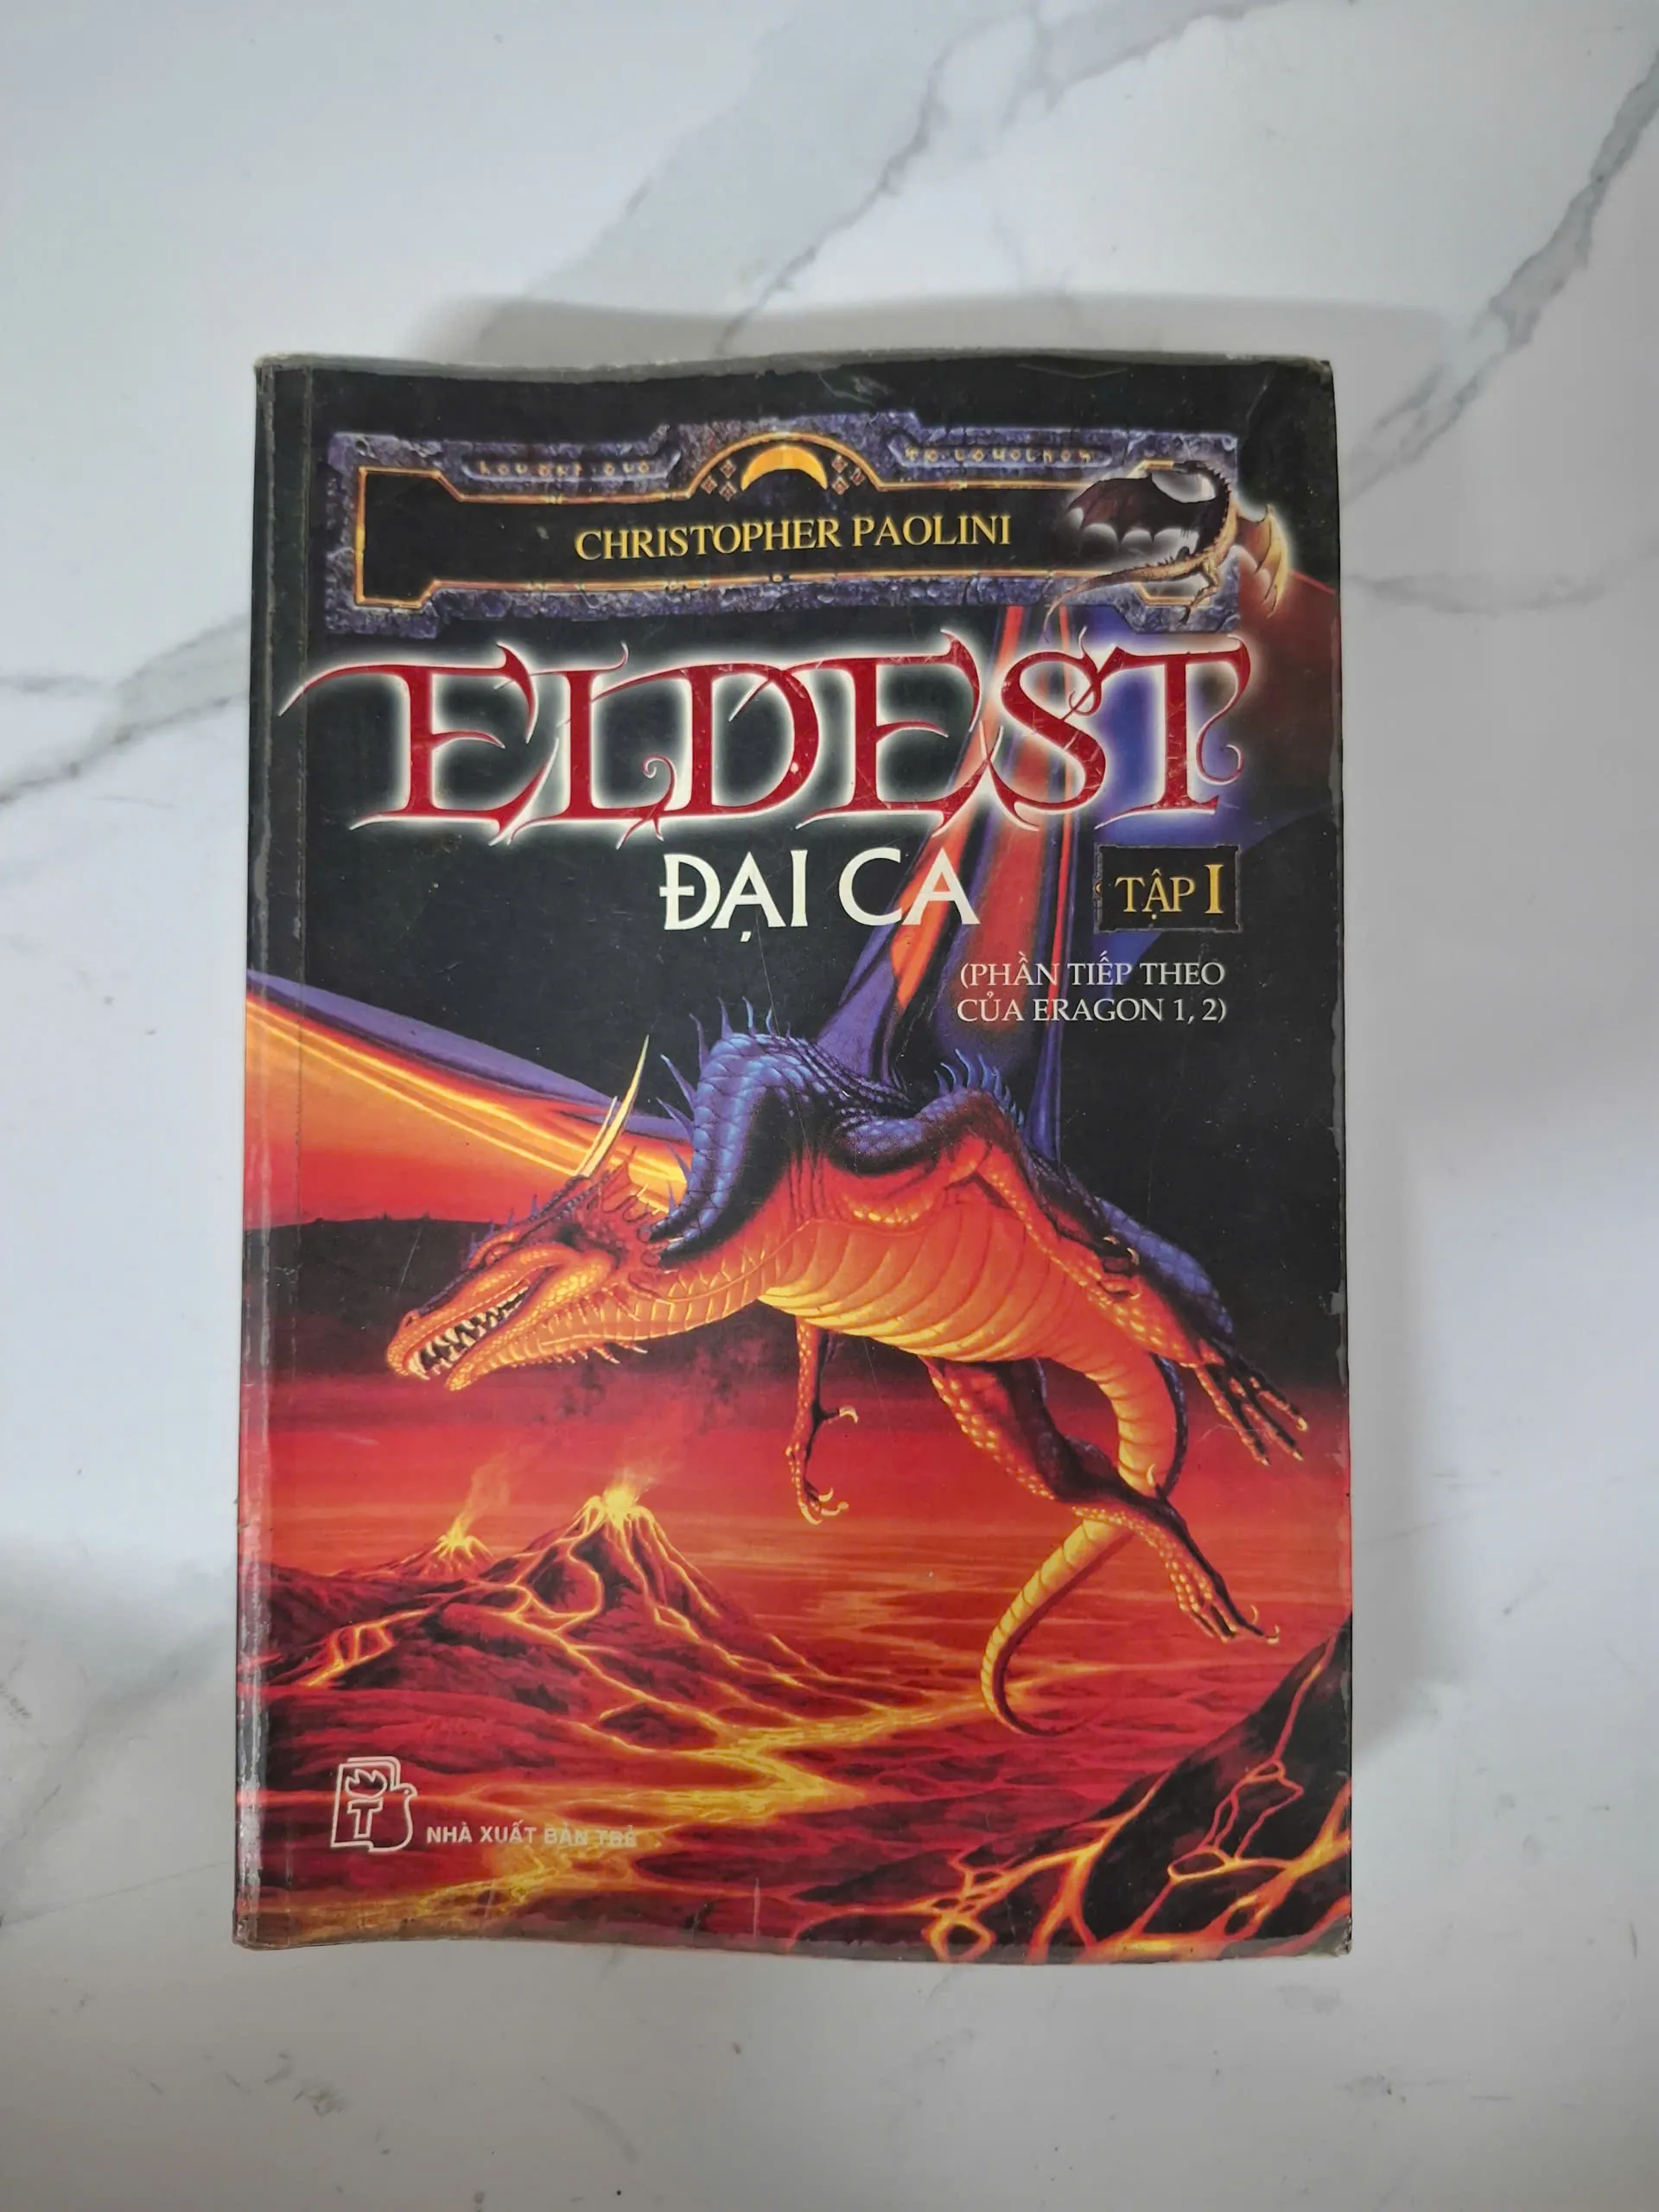 CHRISTOPHER PAOLINI
ELDEST
ĐẠI CA
TẬP I
(PHẦN TIẾP THEO
CỦA ERAGON 1, 2)
NHÀ XUẤT BẢN TRẺ